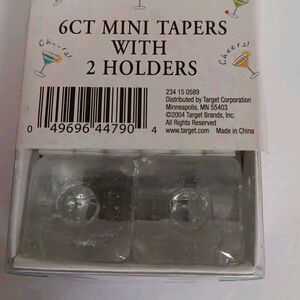 Cheers!
Cheers!
6CT MINI TAPERS
WITH
2 HOLDERS
234 15 0589
Distributed by Target Corporation
Minneapolis, MN 55403
©2004 Target Brands, Inc.
All Rights Reserved
www.target.com Made in China
0 49696 44790 4